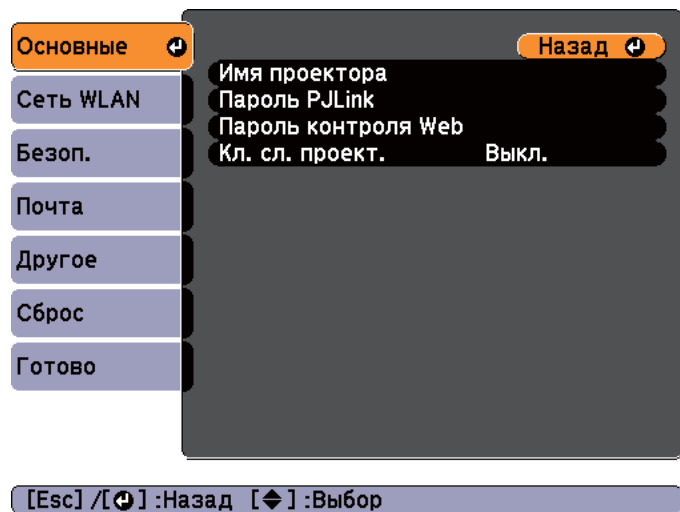 Основные
Назад
Имя проектора
Пароль PJLink
Пароль контроля Web
Кл. сл. проект. Выкл.
Сеть WLAN
Безоп.
Почта
Другое
Сброс
Готово
[Esc] /[ ] :Назад [ ] :Выбор